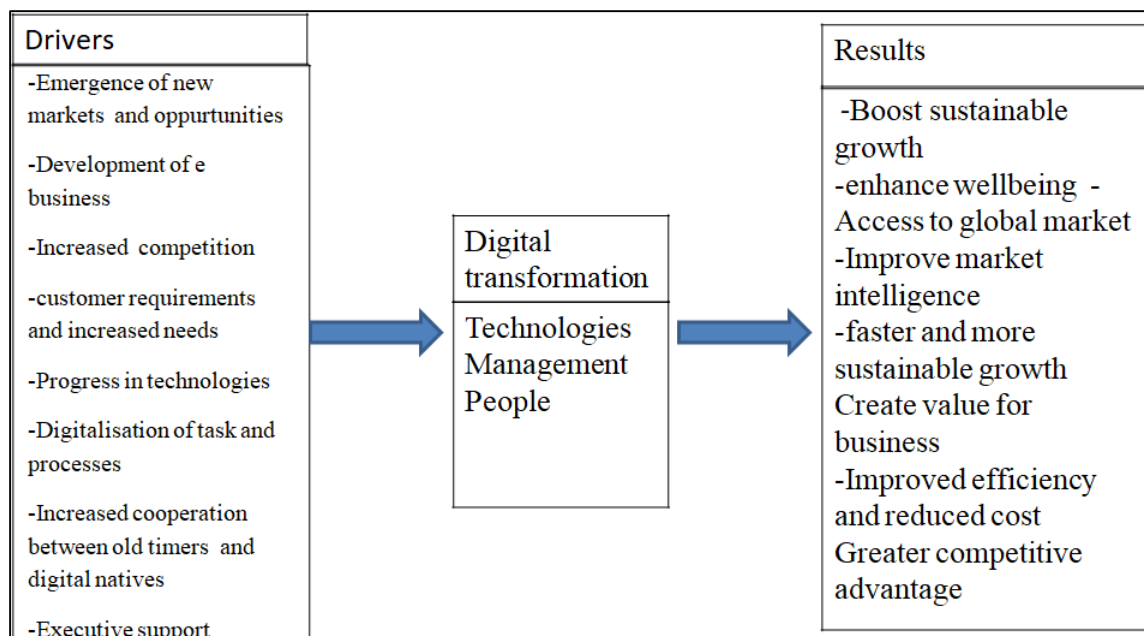 Drivers
-Emergence of new
markets and oppurtunities
-Development of e
business
-Increased competition
-customer requirements
and increased needs
-Progress in technologies
-Digitalisation of task and
processes
-Increased cooperation
between old timers and
digital natives
-Executive support
Digital
transformation
Technologies
Management
People
Results
-Boost sustainable
growth
-enhance wellbeing -
Access to global market
-Improve market
intelligence
-faster and more
sustainable growth
Create value for
business
-Improved efficiency
and reduced cost
Greater competitive
advantage